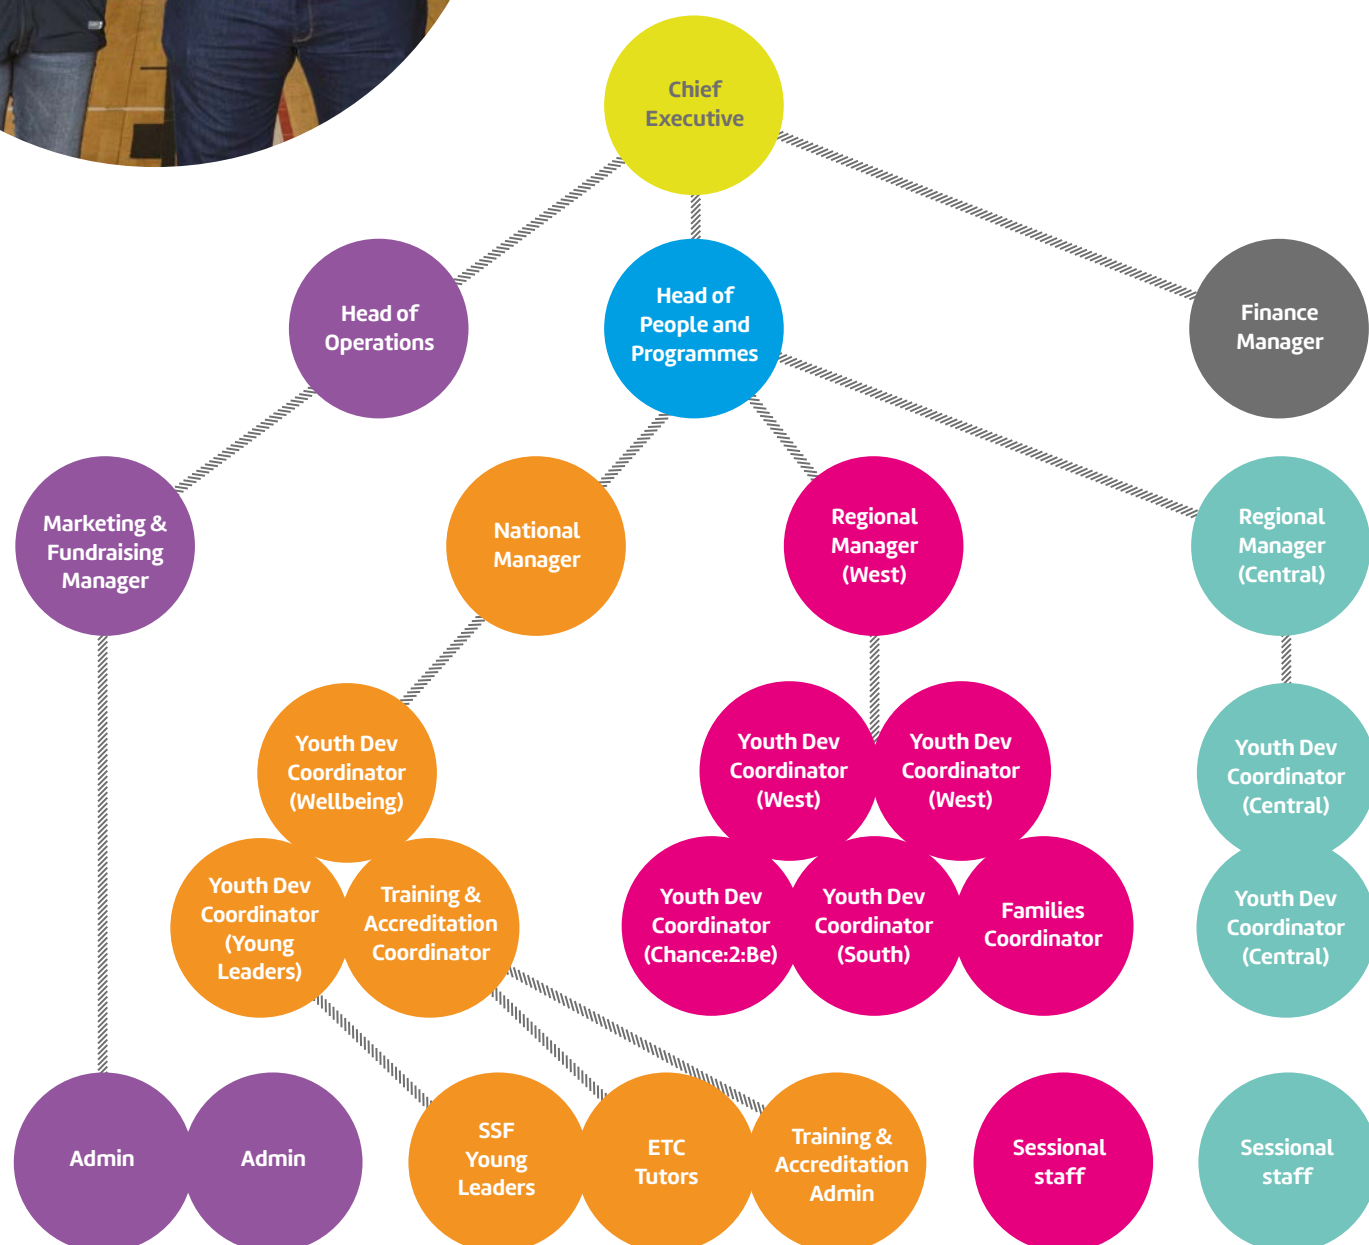 Chief
Executive
Head of
Operations
Head of
People and
Programmes
Finance
Manager
Marketing &
Fundraising
Manager
National
Manager
Regional
Manager
(West)
Regional
Manager
(Central)
Youth Dev
Coordinator
(Wellbeing)
Youth Dev
Coordinator
(West)
Youth Dev
Coordinator
(West)
Youth Dev
Coordinator
(Central)
Youth Dev
Coordinator
(Young
Leaders)
Training &
Accreditation
Coordinator
Youth Dev
Coordinator
(Chance:2:Be)
Youth Dev
Coordinator
(South)
Families
Coordinator
Youth Dev
Coordinator
(Central)
Admin
Admin
SSF
Young
Leaders
ETC
Tutors
Training &
Accreditation
Admin
Sessional
staff
Sessional
staff